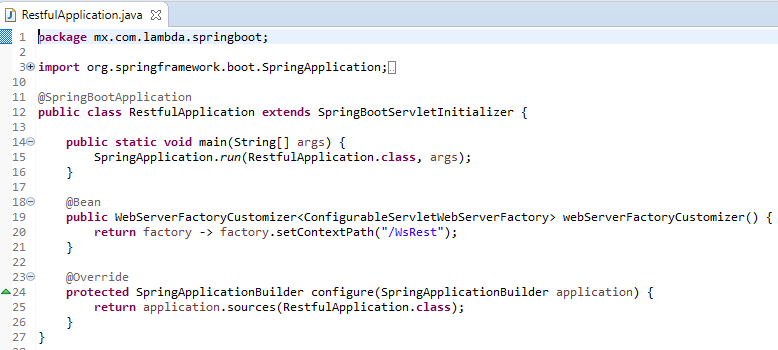 RestfulApplication.java
1 package mx.com.lambda.springboot;
2
3 import org.springframework.boot.SpringApplication;
10
11 @SpringBootApplication
12 public class RestfulApplication extends SpringBootServletInitializer {
13
14     public static void main(String[] args) {
15         SpringApplication.run(RestfulApplication.class, args);
16     }
17
18     @Bean
19     public WebServerFactoryCustomizer<ConfigurableServletWebServerFactory> webServerFactoryCustomizer() {
20         return factory -> factory.setContextPath("/WsRest");
21     }
22
23     @Override
24     protected SpringApplicationBuilder configure(SpringApplicationBuilder application) {
25         return application.sources(RestfulApplication.class);
26     }
27 }